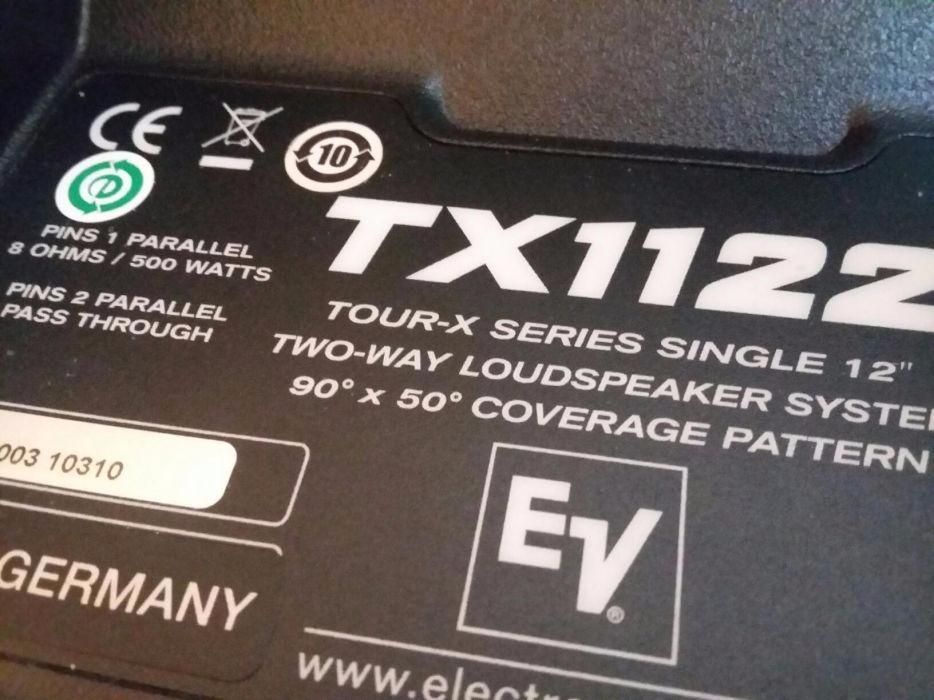 CE
10
e
TX1122
PINS 1 PARALLEL
8 OHMS / 500 WATTS
PINS 2 PARALLEL
PASS THROUGH
TOUR-X SERIES SINGLE 12"
TWO-WAY LOUDSPEAKER SYSTE
90° x 50° COVERAGE PATTERN
003 10310
GERMANY
EV®
www.electr